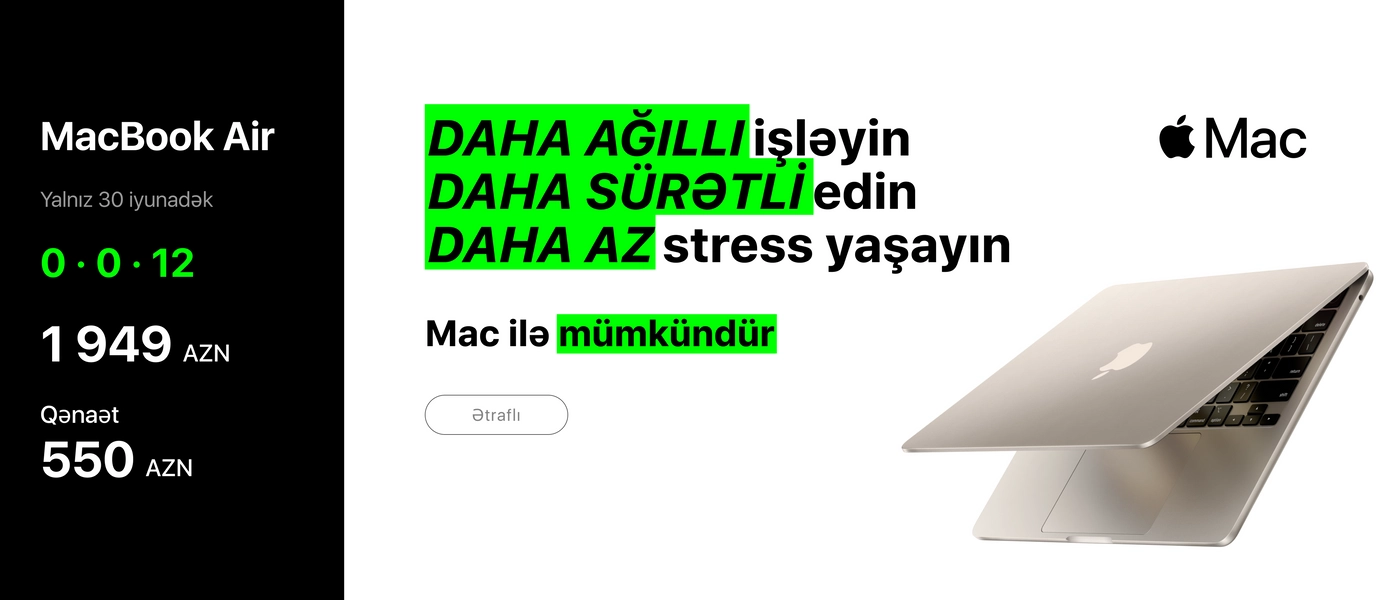 MacBook Air
Yalnız 30 iyunadək
0 · 0 · 12
1 949 AZN
Qənaət
550 AZN
DAHA AĞILLI işləyin
DAHA SÜRƏTLİ edin
DAHA AZ stress yaşayın
Mac ilə mümkündür
Ətraflı
Mac